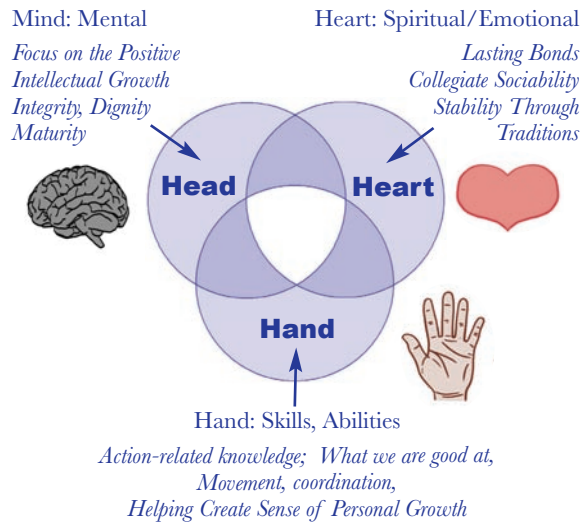 Mind: Mental
Focus on the Positive
Intellectual Growth
Integrity, Dignity
Maturity
Heart: Spiritual/Emotional
Lasting Bonds
Collegiate Sociability
Stability Through
Traditions
Head
Heart
Hand
Hand: Skills, Abilities
Action-related knowledge; What we are good at,
Movement, coordination,
Helping Create Sense of Personal Growth